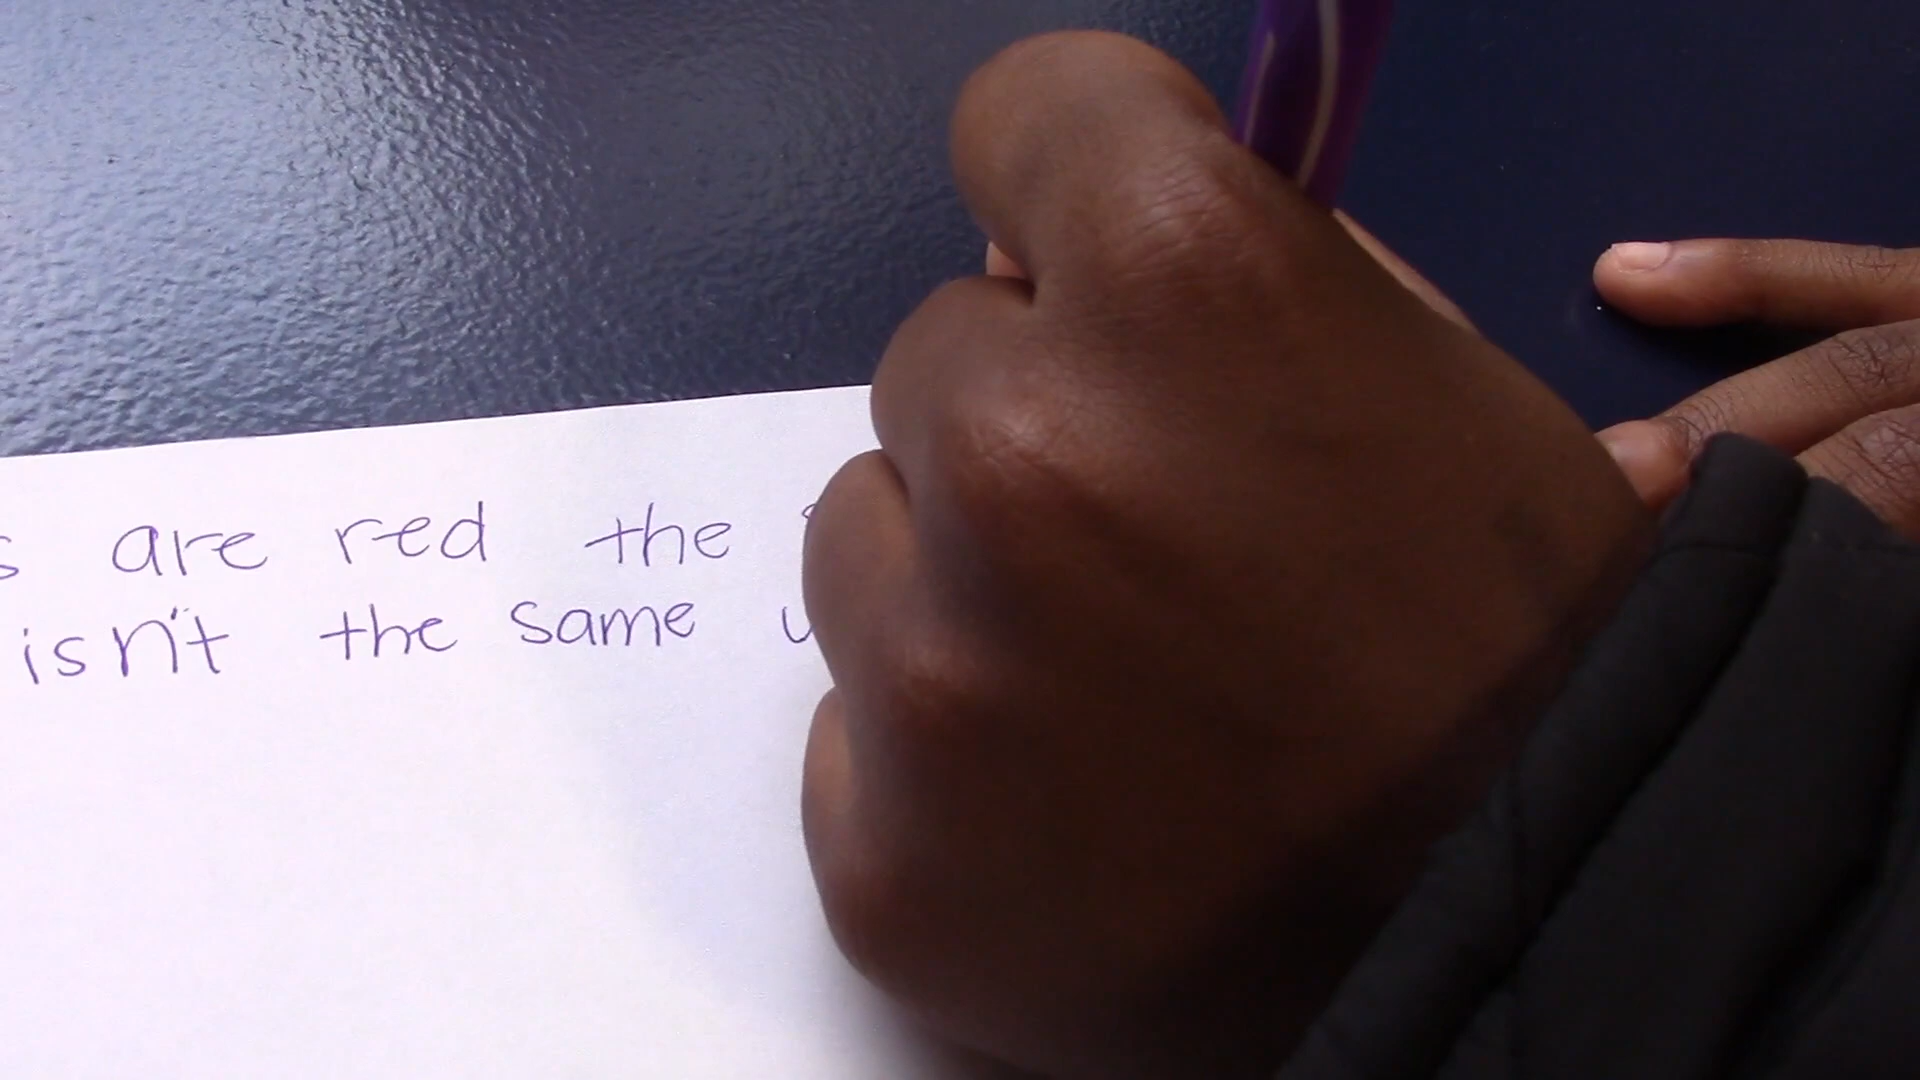 are red the
isn't the same